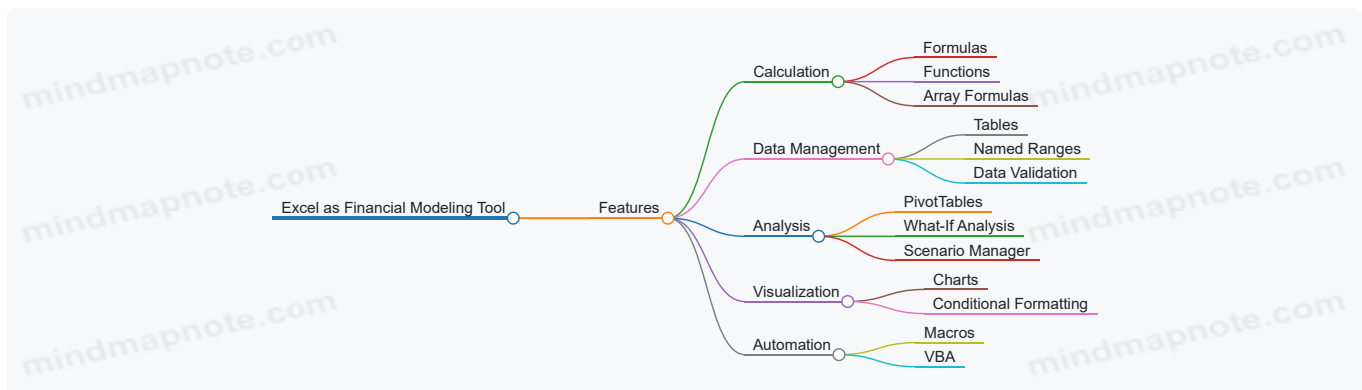 Excel as Financial Modeling Tool
Features
Calculation
Formulas
Functions
Array Formulas
Data Management
Tables
Named Ranges
Data Validation
Analysis
PivotTables
What-If Analysis
Scenario Manager
Visualization
Charts
Conditional Formatting
Automation
Macros
VBA
mindmapnote.com
mindmapnote.com
mindmapnote.com
mindmapnote.com
mindmapnote.com
mindmapnote.com